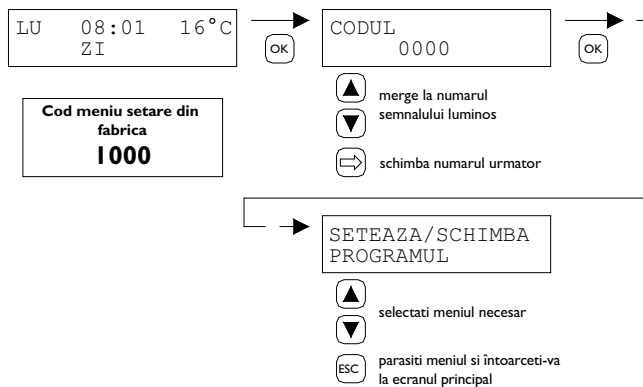 LU 08:01 16°C
ZI
OK
CODUL
0000
OK
Cod meniu setare din
fabrica
1000
merge la numarul
semnalului luminos
schimba numarul urmator
SETEAZA/SCHIMBA
PROGRAMUL
selectati meniul necesar
ESC
parasiti meniul si întoarceti-va
la ecranul principal